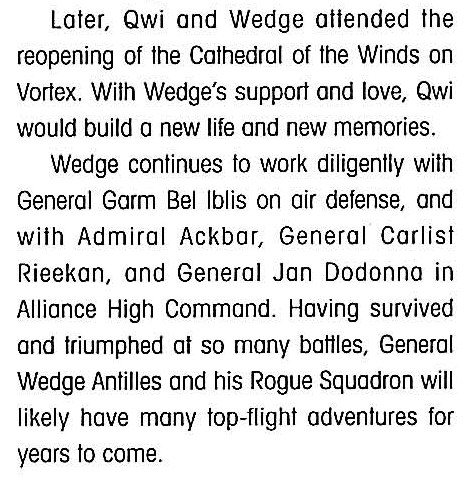 Later, Qwi and Wedge attended the
reopening of the Cathedral of the Winds on
Vortex. With Wedge's support and love, Qwi
would build a new life and new memories.
Wedge continues to work diligently with
General Garm Bel Iblis on air defense, and
with Admiral Ackbar, General Carlist
Rieekan, and General Jan Dodonna in
Alliance High Command. Having survived
and triumphed at so many battles, General
Wedge Antilles and his Rogue Squadron will
likely have many top-flight adventures for
years to come.